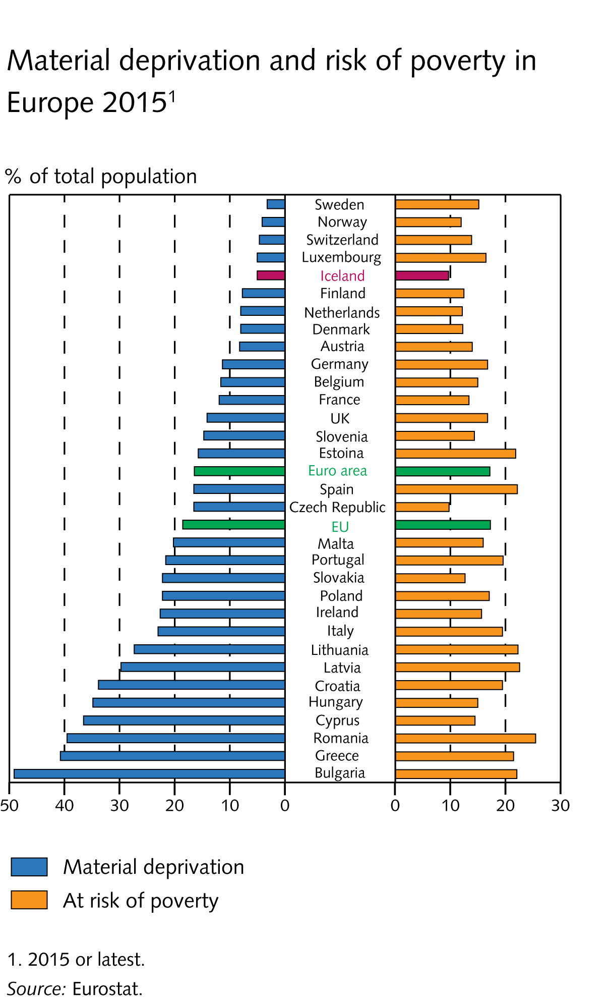 Material deprivation and risk of poverty in
Europe 2015¹
% of total population
Sweden
Norway
Switzerland
Luxembourg
Iceland
Finland
Netherlands
Denmark
Austria
Germany
Belgium
France
UK
Slovenia
Estoina
Euro area
Spain
Czech Republic
EU
Malta
Portugal
Slovakia
Poland
Ireland
Italy
Lithuania
Latvia
Croatia
Hungary
Cyprus
Romania
Greece
Bulgaria
50 40 30 20 10 0 0 10 20 30
Material deprivation
At risk of poverty
1. 2015 or latest.
Source: Eurostat.